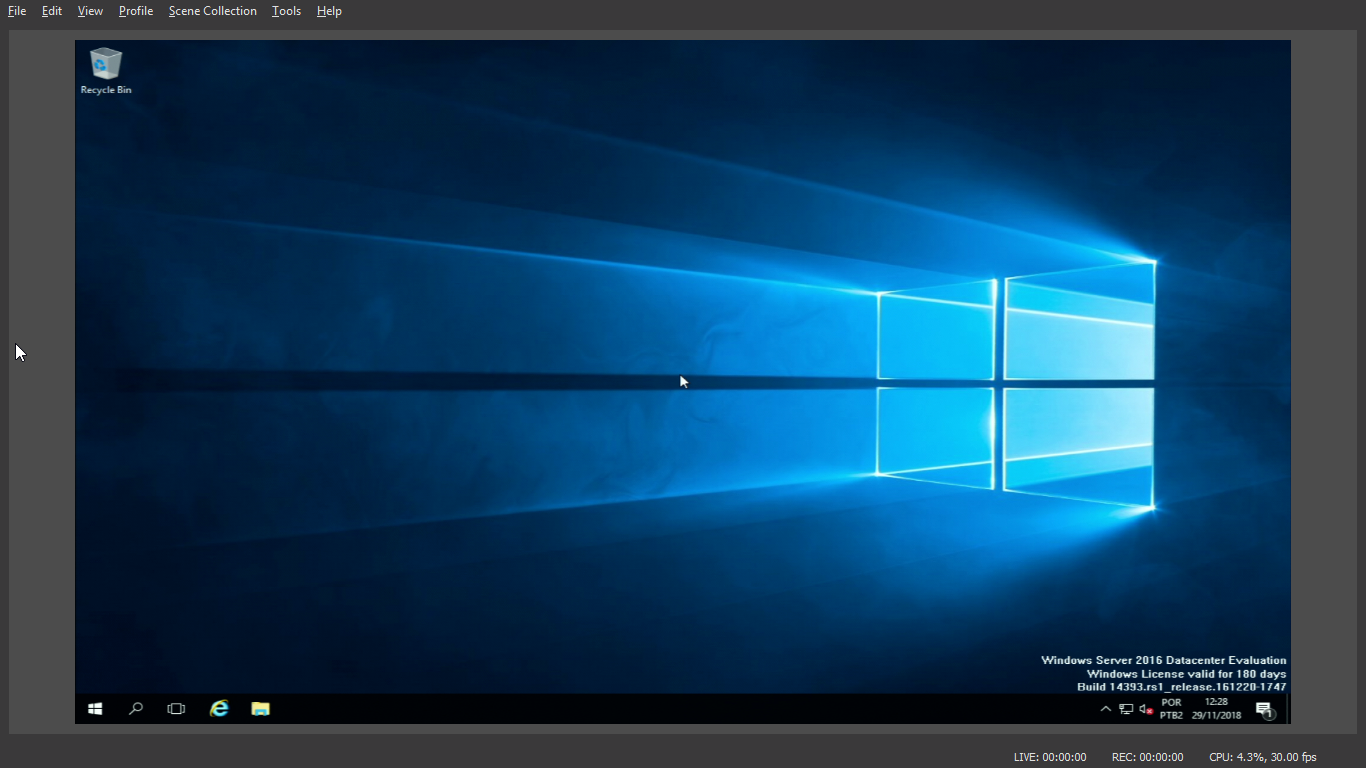 File Edit View Profile Scene Collection Tools Help
Recycle Bin
Windows Server 2016 Datacenter Evaluation
Windows License valid for 180 days
Build 14393.rs1_release.161220-1747
POR 12:28
PTB2 29/11/2018 1
LIVE: 00:00:00 REC: 00:00:00 CPU: 4.3%, 30.00 fps